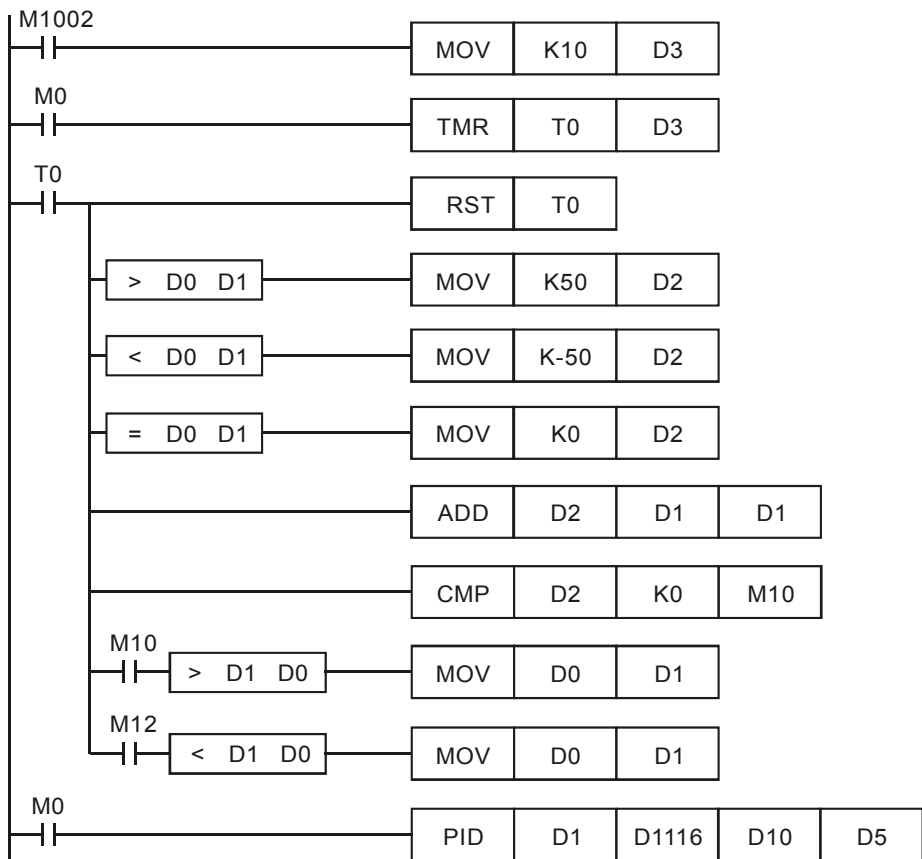 M1002
MOV K10 D3
M0
TMR T0 D3
T0
RST T0
> D0 D1 MOV K50 D2
< D0 D1 MOV K-50 D2
= D0 D1 MOV K0 D2
ADD D2 D1 D1
CMP D2 K0 M10
M10
> D1 D0 MOV D0 D1
M12
< D1 D0 MOV D0 D1
M0
PID D1 D1116 D10 D5